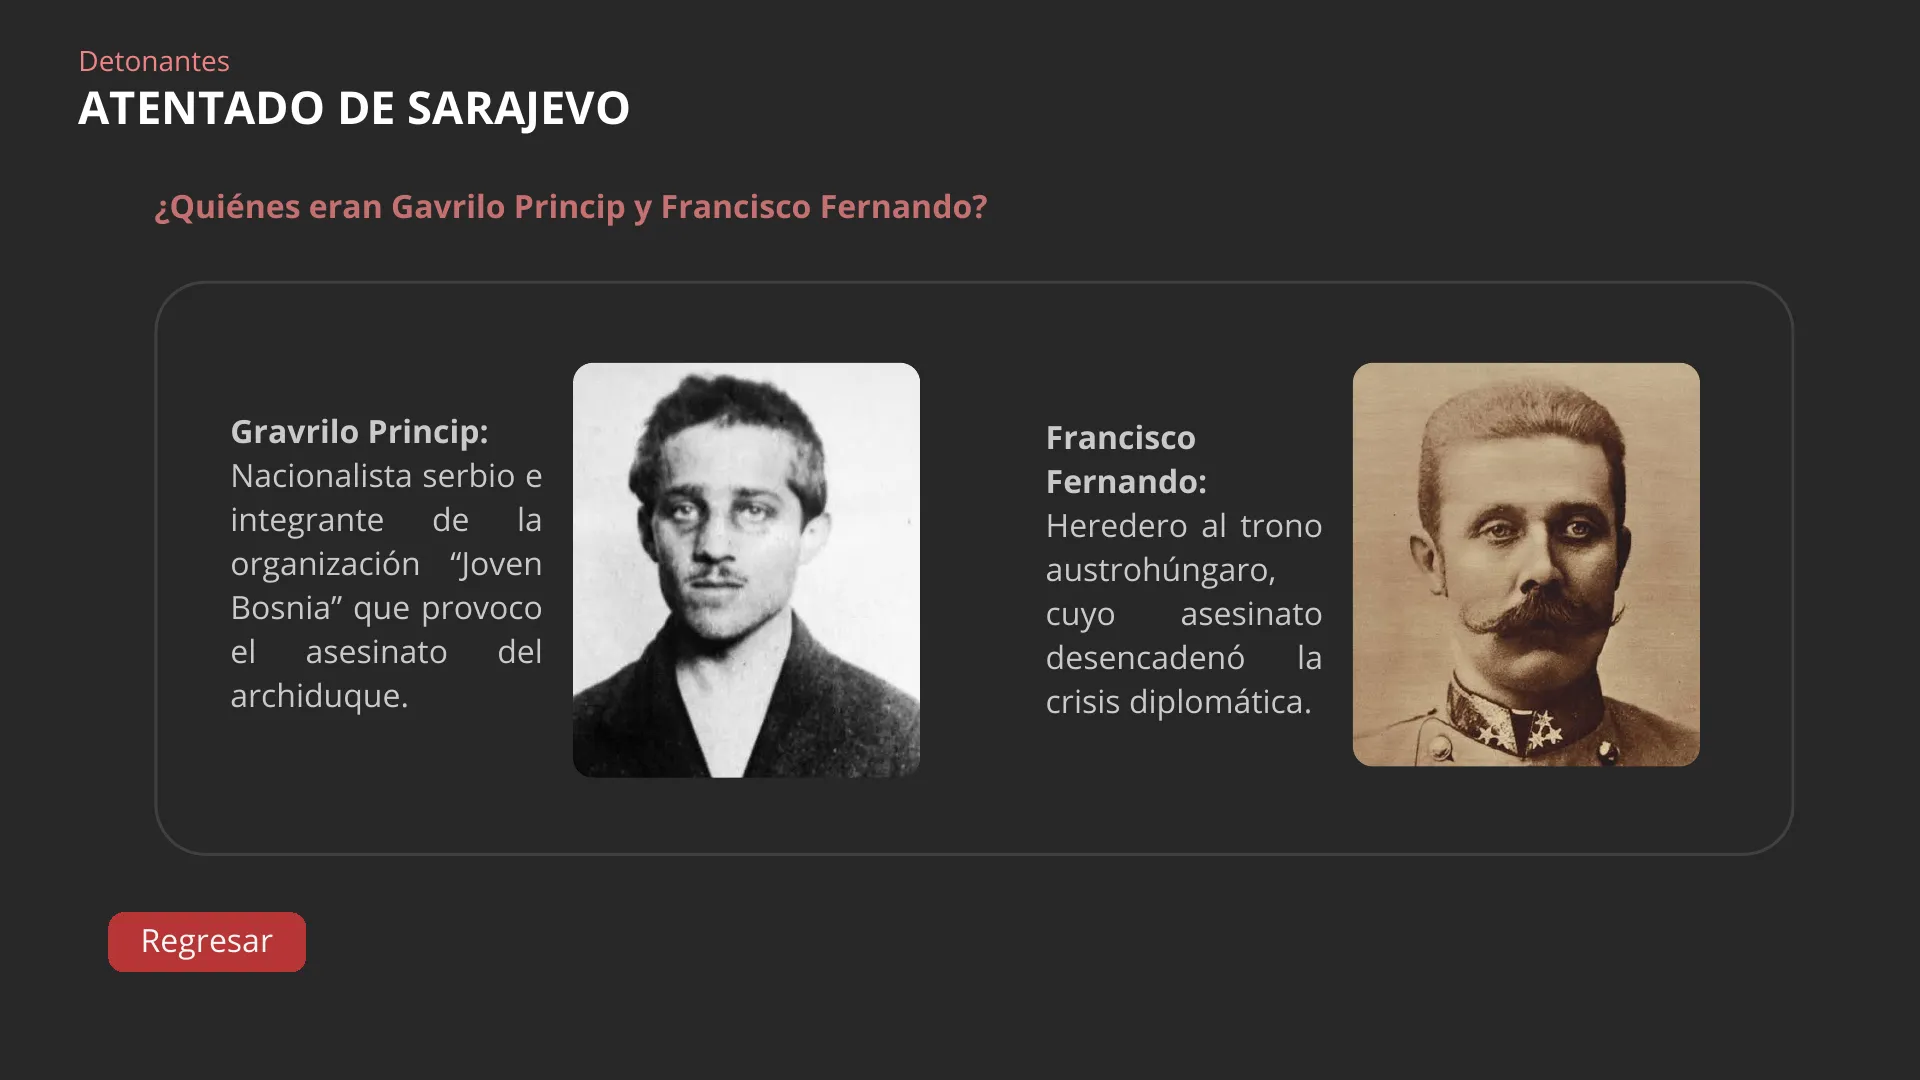 Detonantes
ATENTADO DE SARAJEVO
¿Quiénes eran Gavrilo Princip y Francisco Fernando?
Gravrilo Princip:
Nacionalista serbio e
integrante de la
organización “Joven
Bosnia” que provoco
el asesinato del
archiduque.
Francisco
Fernando:
Heredero al trono
austrohúngaro,
cuyo asesinato
desencadenó la
crisis diplomática.
Regresar